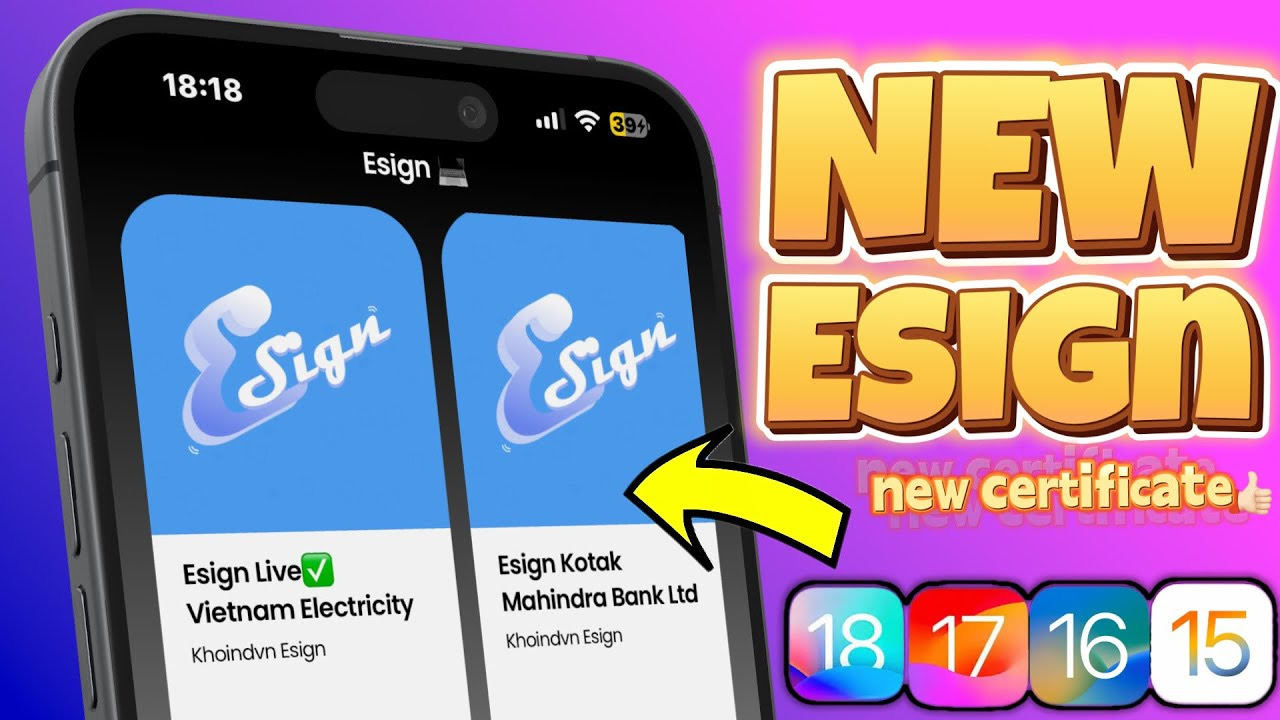 18:18
39
Esign
Esign
Esign
Esign Live✅
Vietnam Electricity
Khoindvn Esign
Esign Kotak
Mahindra Bank Ltd
Khoindvn Esign
NEW
ESIGn
new certificate👍🏻
18 17 16 15